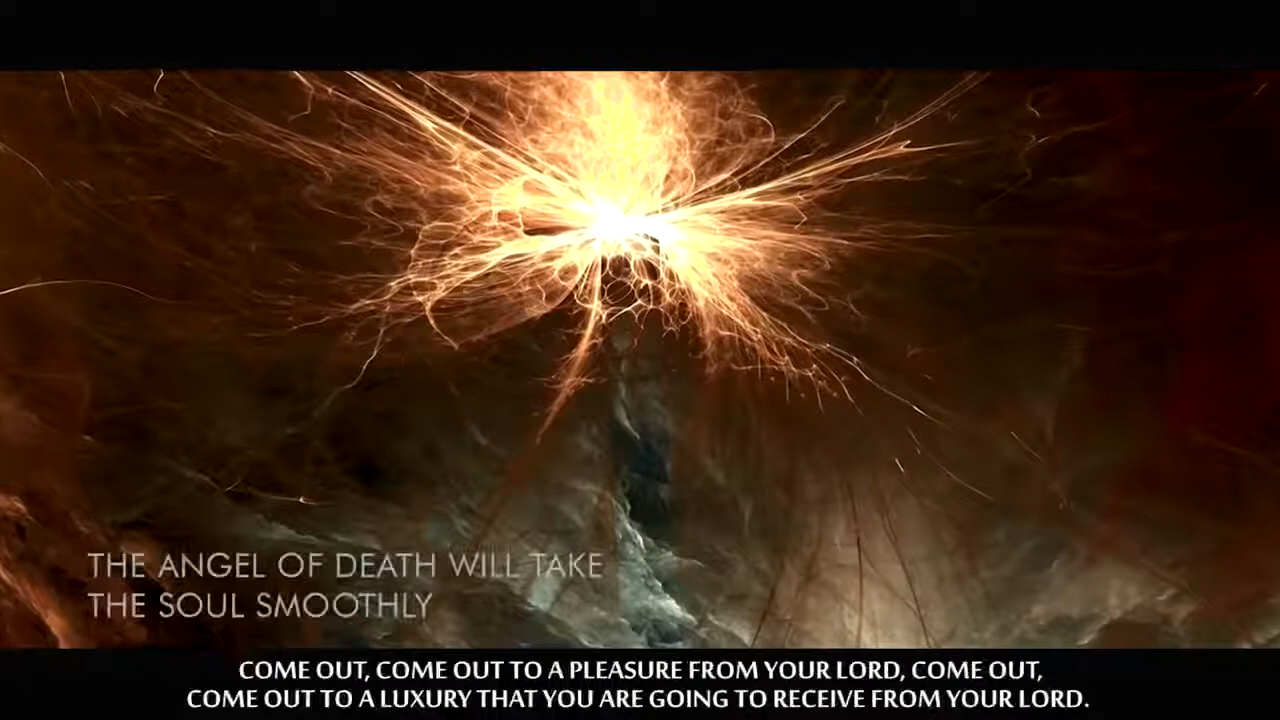 THE ANGEL OF DEATH WILL TAKE
THE SOUL SMOOTHLY
COME OUT, COME OUT TO A PLEASURE FROM YOUR LORD, COME OUT,
COME OUT TO A LUXURY THAT YOU ARE GOING TO RECEIVE FROM YOUR LORD.